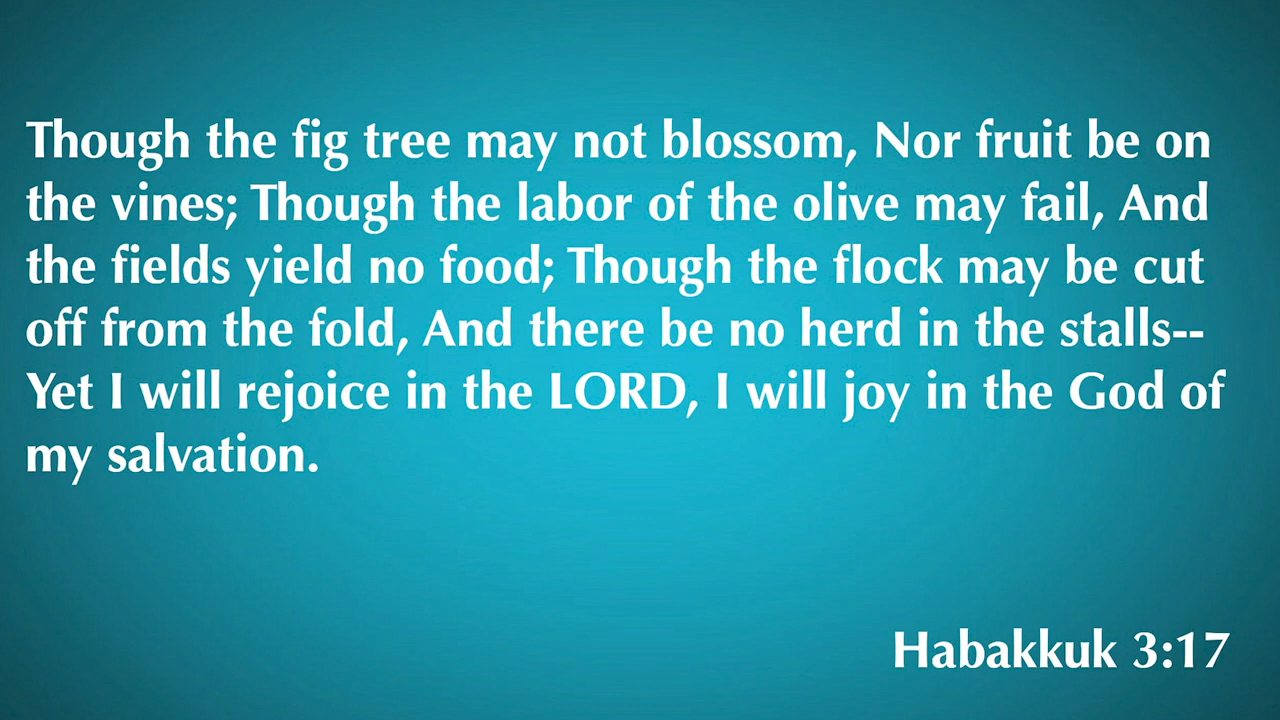 Though the fig tree may not blossom, Nor fruit be on
the vines; Though the labor of the olive may fail, And
the fields yield no food; Though the flock may be cut
off from the fold, And there be no herd in the stalls--
Yet I will rejoice in the LORD, I will joy in the God of
my salvation.
Habakkuk 3:17